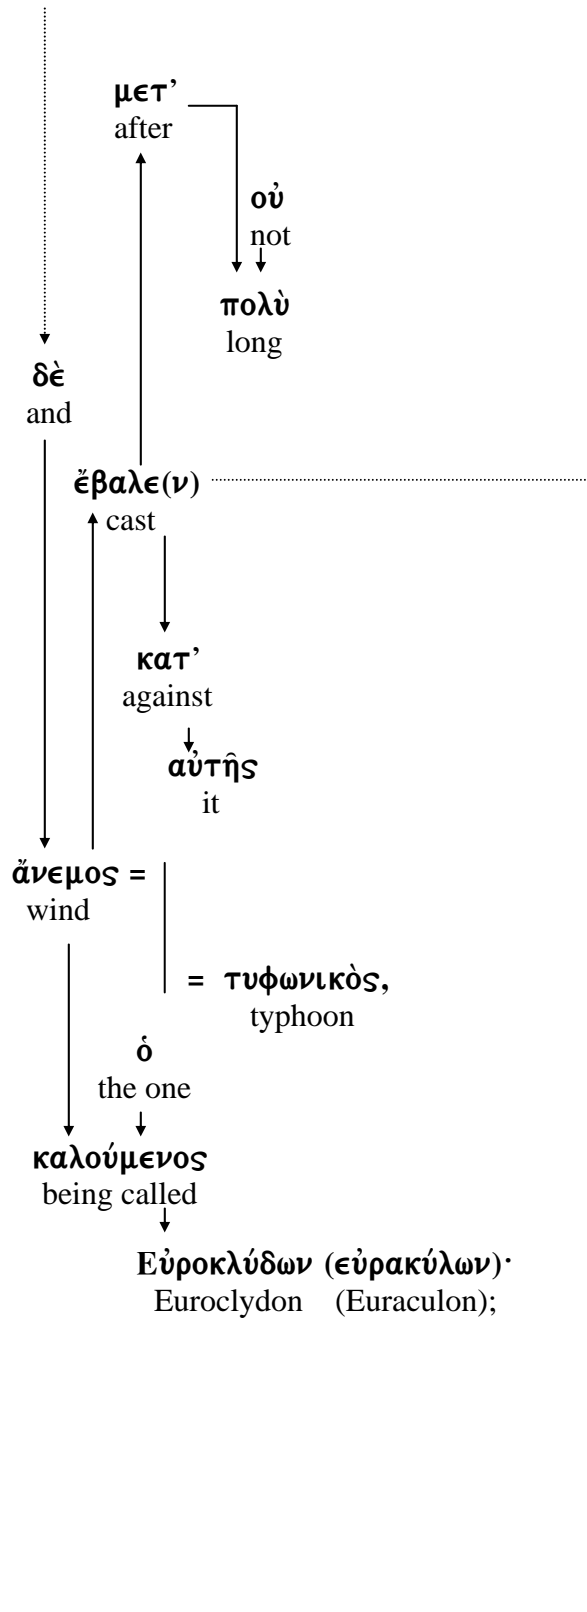 μετ’
after
οὐ
not
πολὺ
long
δὲ
and
ἔβαλε(ν)
cast
κατ’
against
αὐτῆς
it
ἄνεμος =
wind
= τυφωνικὸς,
typhoon
ὁ
the one
καλούμενος
being called
Εὐροκλύδων (εὐρακύλων)·
Euroclydon (Euraculon);